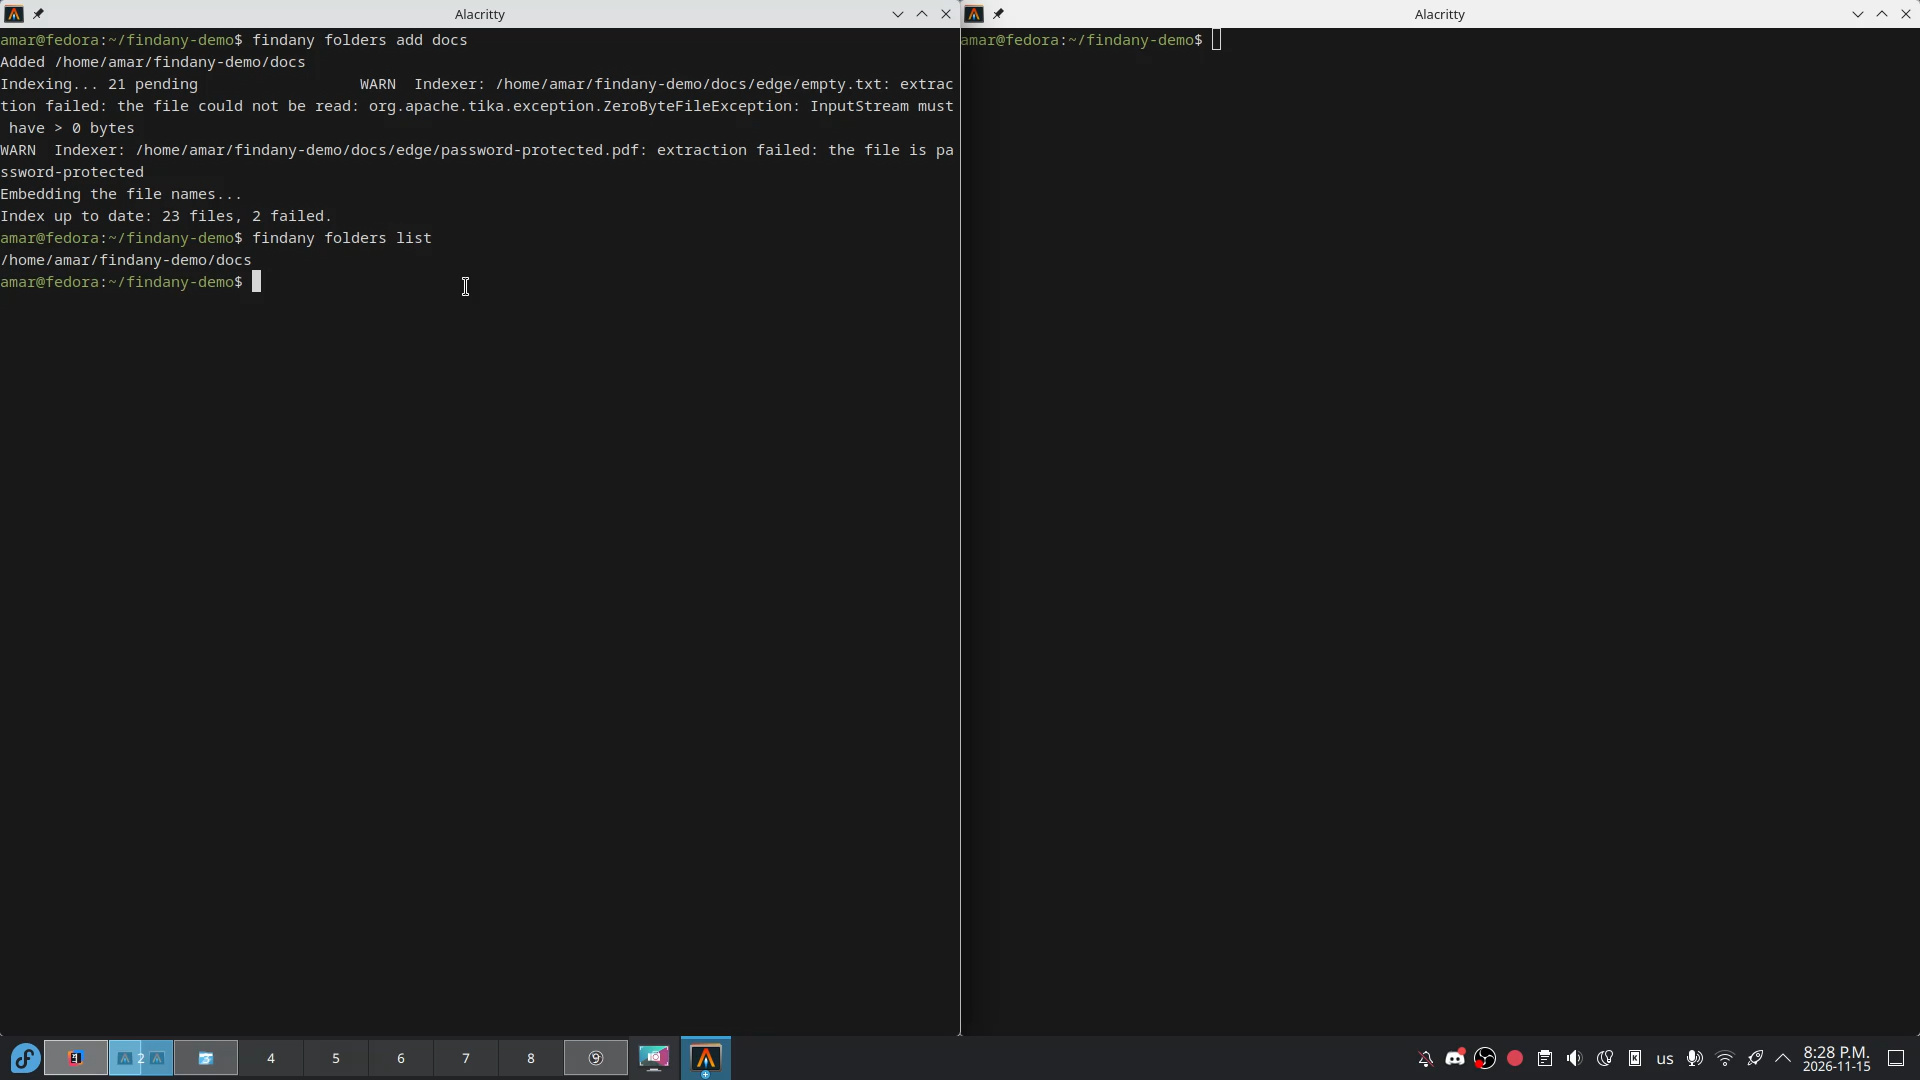 Alacritty
amar@fedora:~/findany-demo$ findany folders add docs
Added /home/amar/findany-demo/docs
Indexing... 21 pending                  WARN  Indexer: /home/amar/findany-demo/docs/edge/empty.txt: extrac
tion failed: the file could not be read: org.apache.tika.exception.ZeroByteFileException: InputStream must
 have > 0 bytes
WARN  Indexer: /home/amar/findany-demo/docs/edge/password-protected.pdf: extraction failed: the file is pa
ssword-protected
Embedding the file names...
Index up to date: 23 files, 2 failed.
amar@fedora:~/findany-demo$ findany folders list
/home/amar/findany-demo/docs
amar@fedora:~/findany-demo$
Alacritty
amar@fedora:~/findany-demo$
2
4
5
6
7
8
9
us
8:28 P.M.
2026-11-15